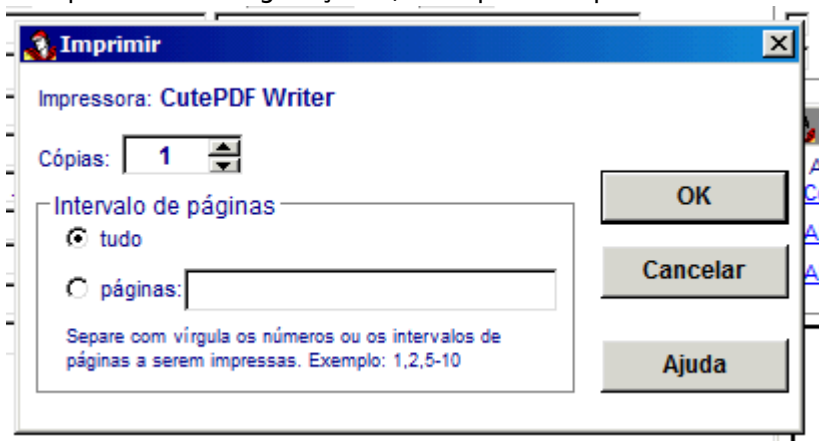 Imprimir
Impressora: CutePDF Writer
Cópias: 1
Intervalo de páginas
tudo
páginas:
Separe com vírgula os números ou os intervalos de
páginas a serem impressas. Exemplo: 1,2,5-10
OK
Cancelar
Ajuda